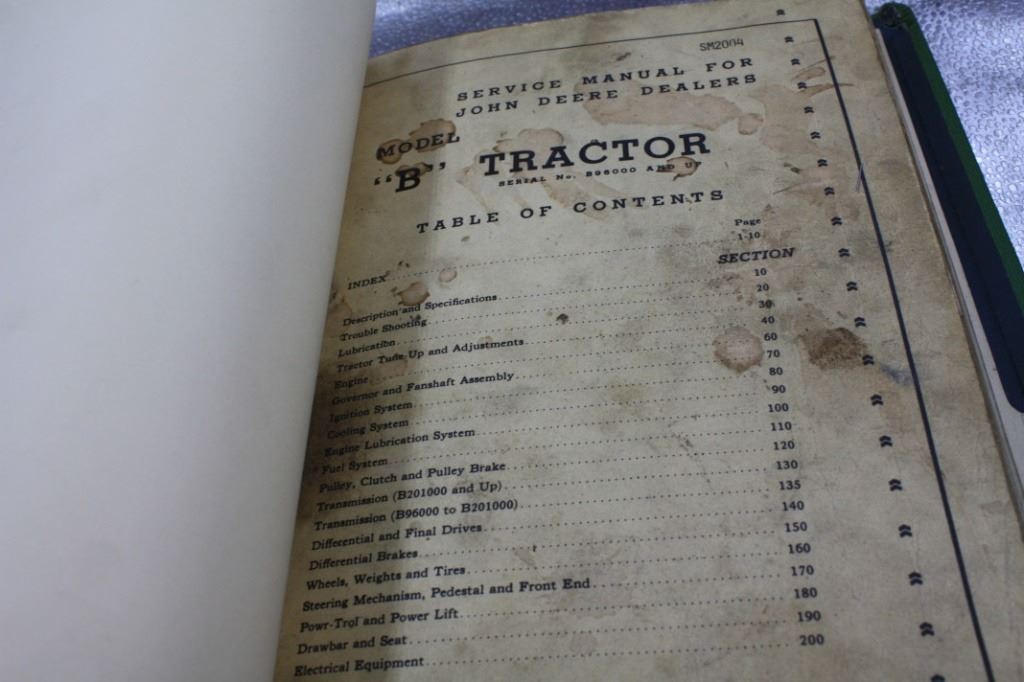 SM2004
SERVICE MANUAL FOR
JOHN DEERE DEALERS
MODEL
"B" TRACTOR
SERIAL No. B96000 AND UP
TABLE OF CONTENTS
Page
INDEX 1-10
SECTION
Description and Specifications 10
Trouble Shooting 20
Lubrication 30
Tractor Tune Up and Adjustments 40
Engine 60
Governor and Fanshaft Assembly 70
Ignition System 80
Cooling System 90
Engine Lubrication System 100
Fuel System 110
Pulley, Clutch and Pulley Brake 120
Transmission (B201000 and Up) 130
Transmission (B96000 to B201000) 135
Differential and Final Drives 140
Differential Brakes 150
Wheels, Weights and Tires 160
Steering Mechanism, Pedestal and Front End 170
Powr-Trol and Power Lift 180
Drawbar and Seat 190
Electrical Equipment 200